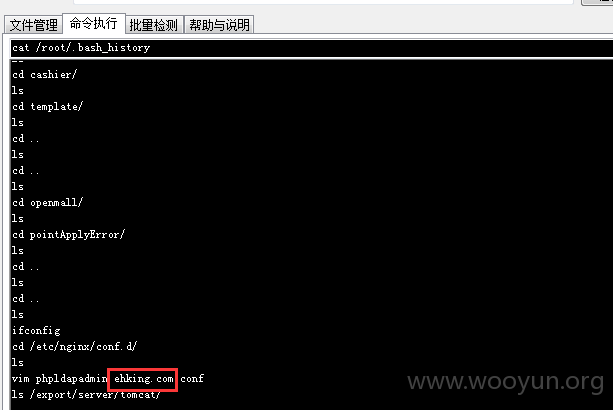 文件管理 命令执行 批量检测 帮助与说明
cat /root/.bash_history
cd cashier/
ls
cd template/
ls
cd ..
ls
cd ..
ls
cd openmall/
ls
cd pointApplyError/
ls
cd ..
ls
cd ..
ls
ifconfig
cd /etc/nginx/conf.d/
ls
vim phpldapadmin.ehking.com.conf
ls /export/server/tomcat/
www.wooyun.org